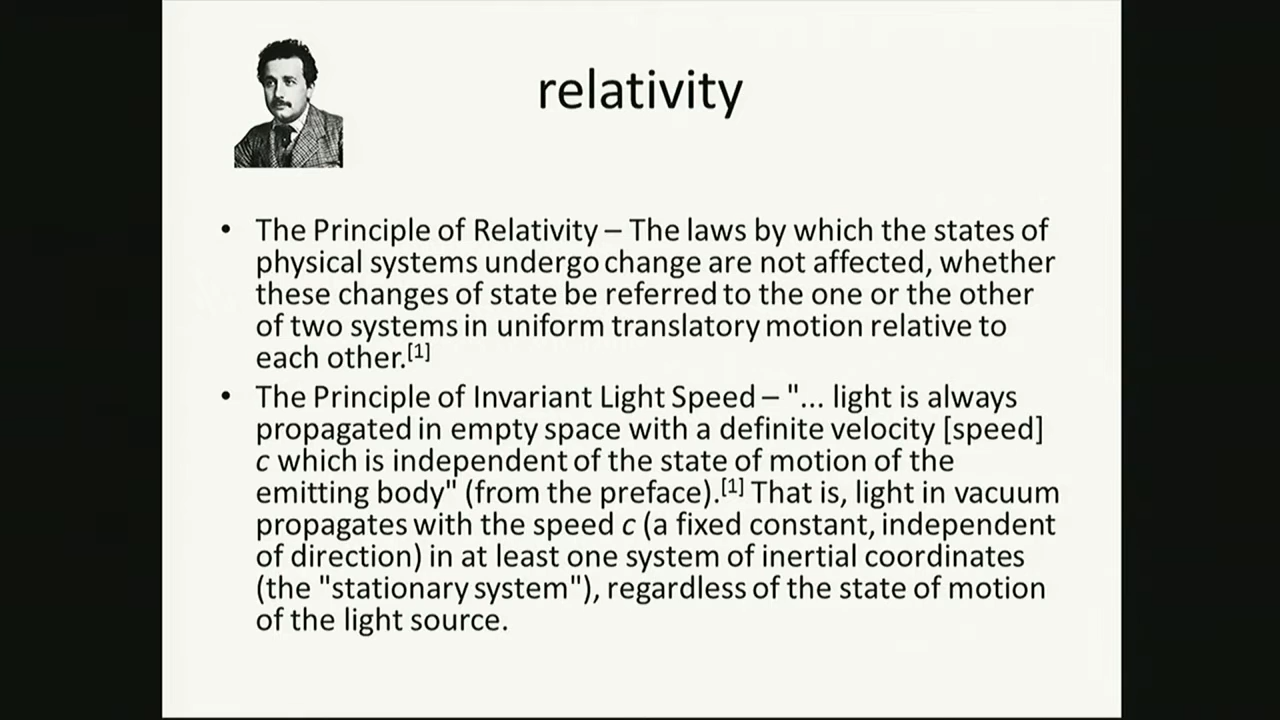 relativity
• The Principle of Relativity – The laws by which the states of
physical systems undergo change are not affected, whether
these changes of state be referred to the one or the other
of two systems in uniform translatory motion relative to
each other.[1]
• The Principle of Invariant Light Speed – "... light is always
propagated in empty space with a definite velocity [speed]
c which is independent of the state of motion of the
emitting body" (from the preface).[1] That is, light in vacuum
propagates with the speed c (a fixed constant, independent
of direction) in at least one system of inertial coordinates
(the "stationary system"), regardless of the state of motion
of the light source.